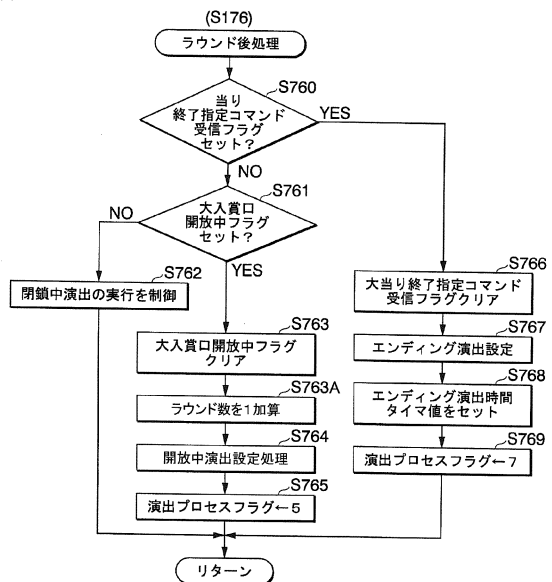 (S176)
ラウンド後処理
S760
当り
終了指定コマンド
受信フラグ
セット？
YES
NO
S761
大入賞口
開放中フラグ
セット？
NO
YES
S762
閉鎖中演出の実行を制御
S763
大入賞口開放中フラグ
クリア
S763A
ラウンド数を1加算
S764
開放中演出設定処理
S765
演出プロセスフラグ←5
S766
大当り終了指定コマンド
受信フラグクリア
S767
エンディング演出設定
S768
エンディング演出時間
タイマ値をセット
S769
演出プロセスフラグ←7
リターン